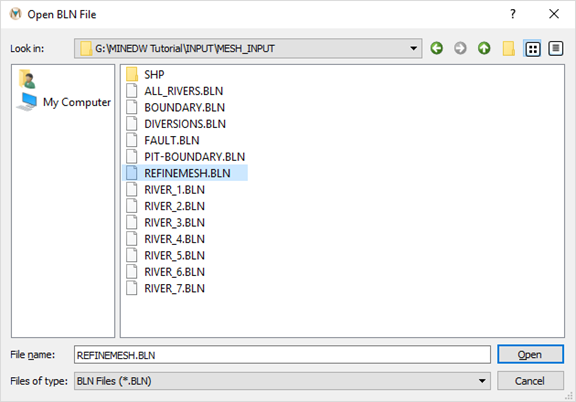 Open BLN File
?
Look in: G:\MINEDW Tutorial\INPUT\MESH_INPUT
My Computer
SHP
ALL_RIVERS.BLN
BOUNDARY.BLN
DIVERSIONS.BLN
FAULT.BLN
PIT-BOUNDARY.BLN
REFINEMESH.BLN
RIVER_1.BLN
RIVER_2.BLN
RIVER_3.BLN
RIVER_4.BLN
RIVER_5.BLN
RIVER_6.BLN
RIVER_7.BLN
File name: REFINEMESH.BLN Open
Files of type: BLN Files (*.BLN) Cancel